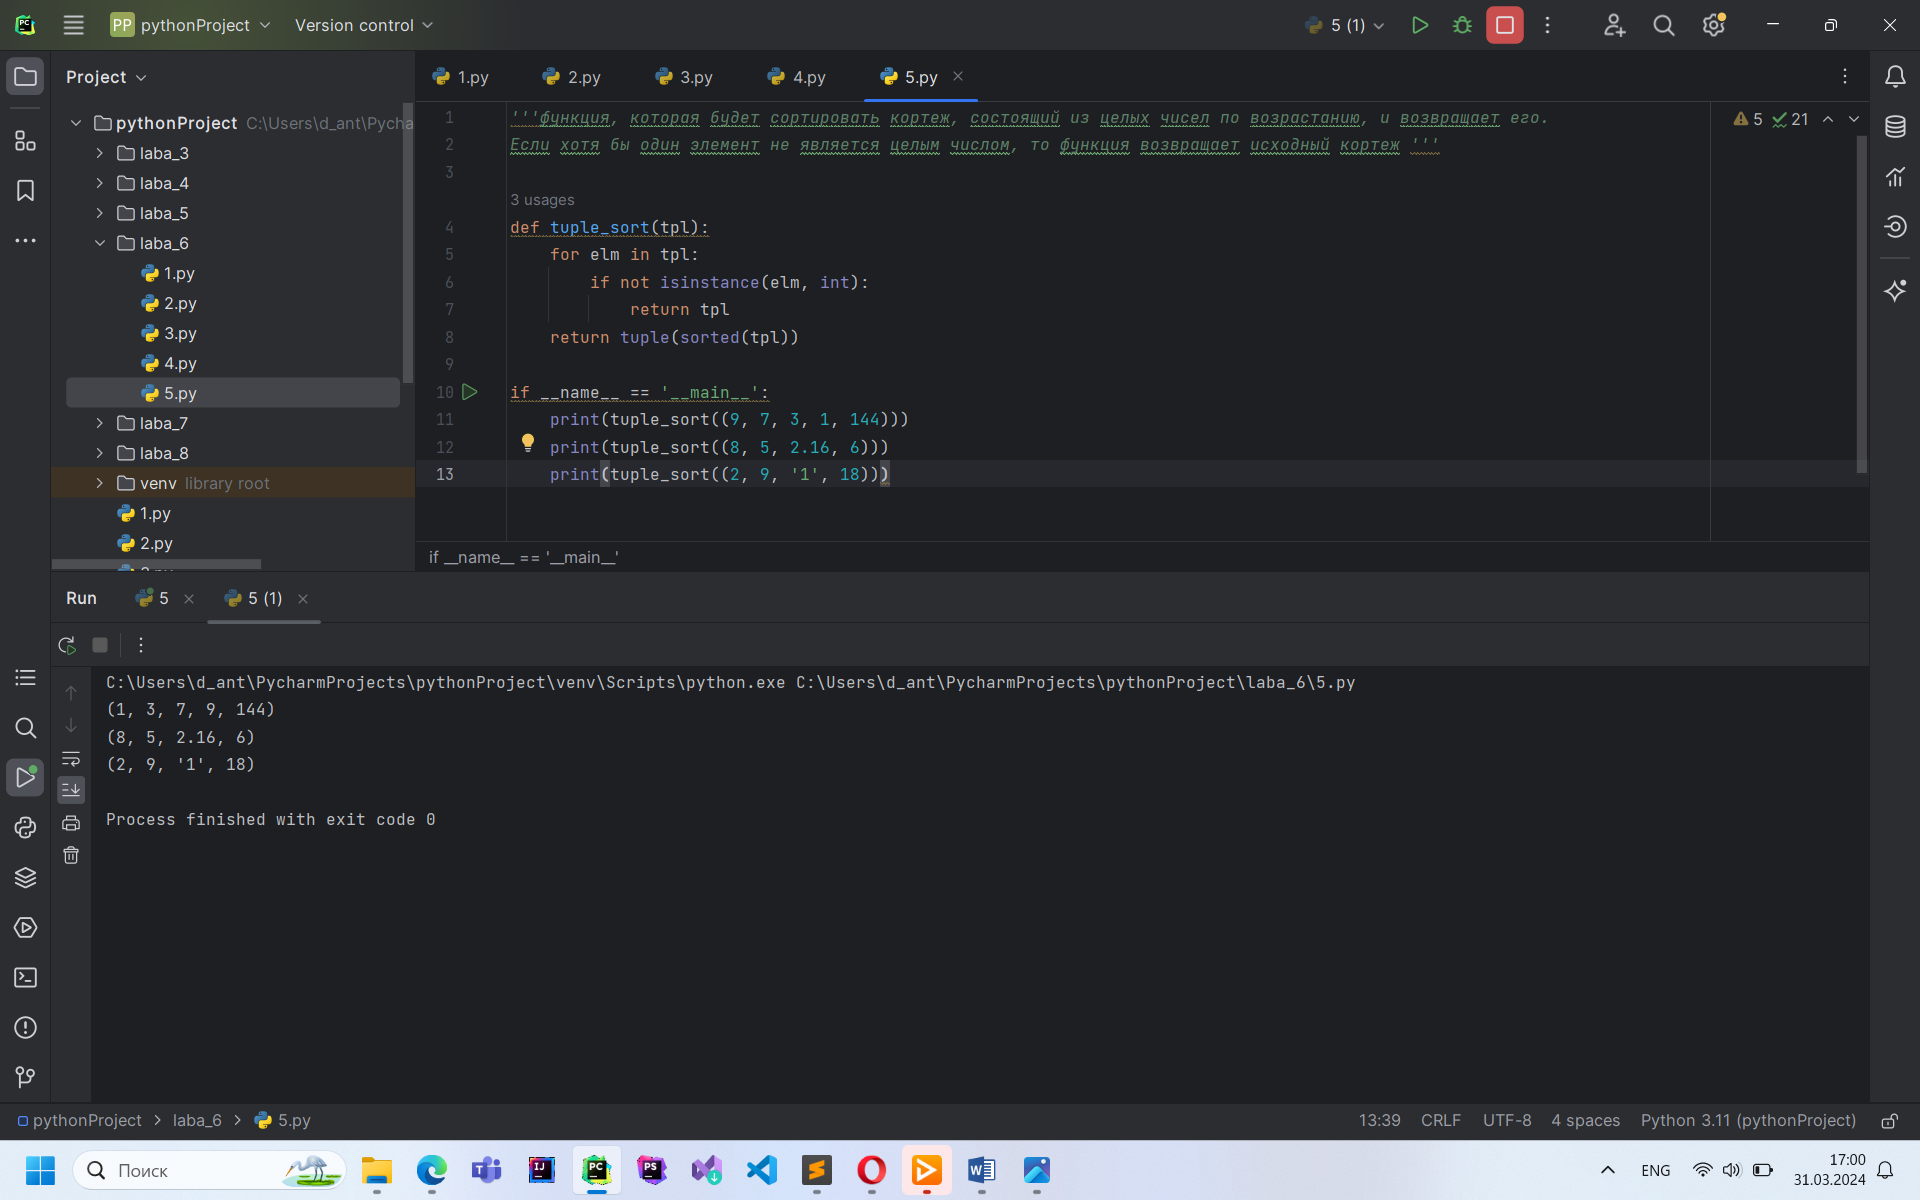 PP pythonProject Version control 5 (1)
Project
1.py 2.py 3.py 4.py 5.py
pythonProject C:\Users\d_ant\Pycha
laba_3
laba_4
laba_5
laba_6
1.py
2.py
3.py
4.py
5.py
laba_7
laba_8
venv library root
1.py
2.py
1 '''функция, которая будет сортировать кортеж, состоящий из целых чисел по возрастанию, и возвращает его.
5 21
2 Если хотя бы один элемент не является целым числом, то функция возвращает исходный кортеж '''
3
3 usages
4 def tuple_sort(tpl):
5 for elm in tpl:
6 if not isinstance(elm, int):
7 return tpl
8 return tuple(sorted(tpl))
9
10 if __name__ == '__main__':
11 print(tuple_sort((9, 7, 3, 1, 144)))
12 print(tuple_sort((8, 5, 2.16, 6)))
13 print(tuple_sort((2, 9, '1', 18)))
if __name__ == '__main__'
Run 5 5 (1)
C:\Users\d_ant\PycharmProjects\pythonProject\venv\Scripts\python.exe C:\Users\d_ant\PycharmProjects\pythonProject\laba_6\5.py
(1, 3, 7, 9, 144)
(8, 5, 2.16, 6)
(2, 9, '1', 18)
Process finished with exit code 0
pythonProject laba_6 5.py 13:39 CRLF UTF-8 4 spaces Python 3.11 (pythonProject)
Поиск
ENG
17:00
31.03.2024